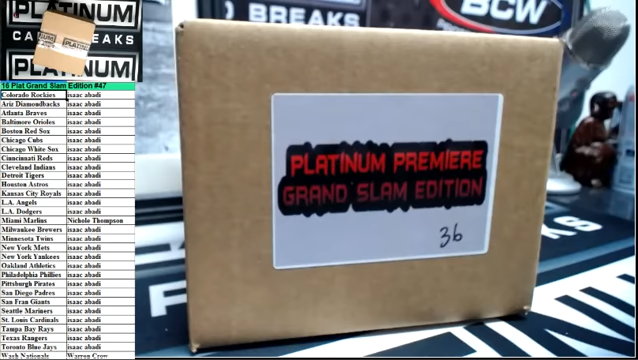 PLATINUM
CA BREAKS
PLATINUM
16 Plat Grand Slam Edition #47
Colorado Rockies isaac abadi
Ariz Diamondbacks isaac abadi
Atlanta Braves isaac abadi
Baltimore Orioles isaac abadi
Boston Red Sox isaac abadi
Chicago Cubs isaac abadi
Chicago White Sox isaac abadi
Cincinnati Reds isaac abadi
Cleveland Indians isaac abadi
Detroit Tigers isaac abadi
Houston Astros isaac abadi
Kansas City Royals isaac abadi
L.A. Angels isaac abadi
L.A. Dodgers isaac abadi
Miami Marlins Nichole Thompson
Milwaukee Brewers isaac abadi
Minnesota Twins isaac abadi
New York Mets isaac abadi
New York Yankees isaac abadi
Oakland Athletics isaac abadi
Philadelphia Phillies isaac abadi
Pittsburgh Pirates isaac abadi
San Diego Padres isaac abadi
San Fran Giants isaac abadi
Seattle Mariners isaac abadi
St. Louis Cardinals isaac abadi
Tampa Bay Rays isaac abadi
Texas Rangers isaac abadi
Toronto Blue Jays isaac abadi
Wash Nationals Warren Crow
D BREAKS
BCW
PLATINUM PREMIERE
GRAND SLAM EDITION
36